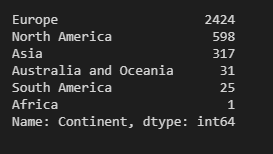 Europe 2424
North America 598
Asia 317
Australia and Oceania 31
South America 25
Africa 1
Name: Continent, dtype: int64